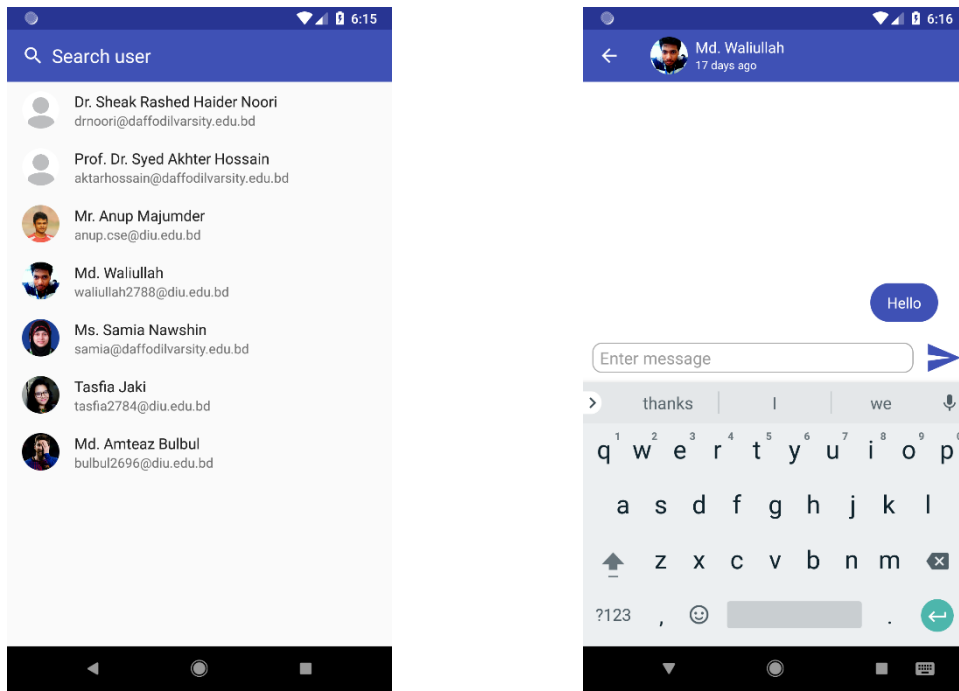 6:15
Search user
Dr. Sheak Rashed Haider Noori
drnoori@daffodilvarsity.edu.bd
Prof. Dr. Syed Akhter Hossain
aktarhossain@daffodilvarsity.edu.bd
Mr. Anup Majumder
anup.cse@diu.edu.bd
Md. Waliullah
waliullah2788@diu.edu.bd
Ms. Samia Nawshin
samia@daffodilvarsity.edu.bd
Tasfia Jaki
tasfia2784@diu.edu.bd
Md. Amteaz Bulbul
bulbul2696@diu.edu.bd
6:16
Md. Waliullah
17 days ago
Hello
Enter message
thanks I we
1 2 3 4 5 6 7 8 9 0
q w e r t y u i o p
a s d f g h j k l
z x c v b n m
?123 , .